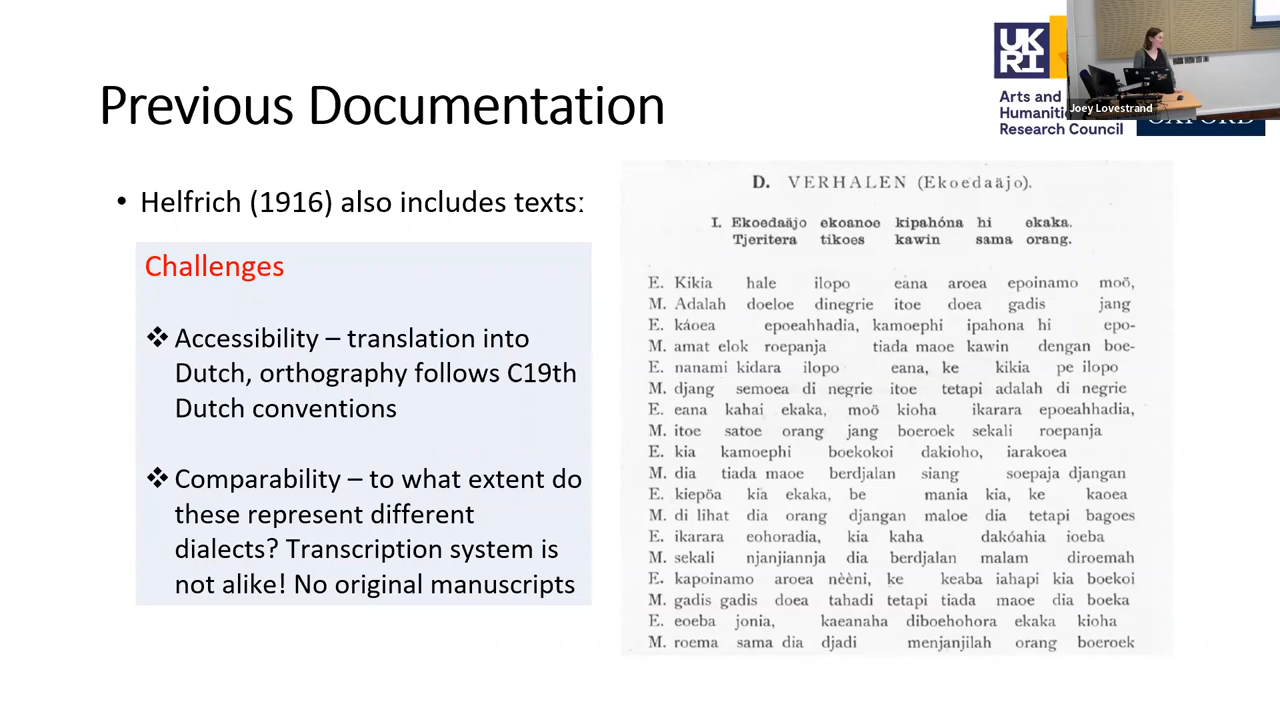 Previous Documentation
UK
RI
Arts and
Humaniti
Research Council
Joey Lovestrand
OXFORD
• Helfrich (1916) also includes texts:
Challenges
❖ Accessibility – translation into
Dutch, orthography follows C19th
Dutch conventions
❖ Comparability – to what extent do
these represent different
dialects? Transcription system is
not alike! No original manuscripts
D. VERHALEN (Ekoedaäjo).
I. Ekoedaäjo ekoanoe kipahóna hi ekaka.
Tjeritera tikoes kawin sama orang.
E. Kikia hale ilopo eàna aroea epoinamo moö,
M. Adalah doeloe dinegrie itoe doea gadis jang
E. káoea epoeahhadia, kamoephi ipahona hi epo-
M. amat elok roepanja tiada maoe kawin dengan boe-
E. nanami kidara ilopo eana, ke kikia pe ilopo
M. djang semoea di negrie itoe tetapi adalah di negrie
E. eana kahai ekaka, moö kioha ikarara epoeahhadia,
M. itoe satoe orang jang boeroek sekali roepanja
E. kia kamoephi boekokoi dakioho, iarakoea
M. dia tiada maoe berdjalan siang soepaja djangan
E. kiepöa kïa ekaka, be mania kia, ke kaoea
M. di lihat dia orang djangan maloe dia tetapi bagoes
E. ikarara eohoradia, kia kaha dakóahia ioeba
M. sekali njanjiannja dia berdjalan malam diroemah
E. kapoinamo aroea nèèni, ke keaba iahapi kia boekoi
M. gadis gadis doea tahadi tetapi tiada maoe dia boeka
E. eoeba jonia, kaeanaha diboehohora ekaka kioha
M. roema sama dia djadi menjanjilah orang boeroek